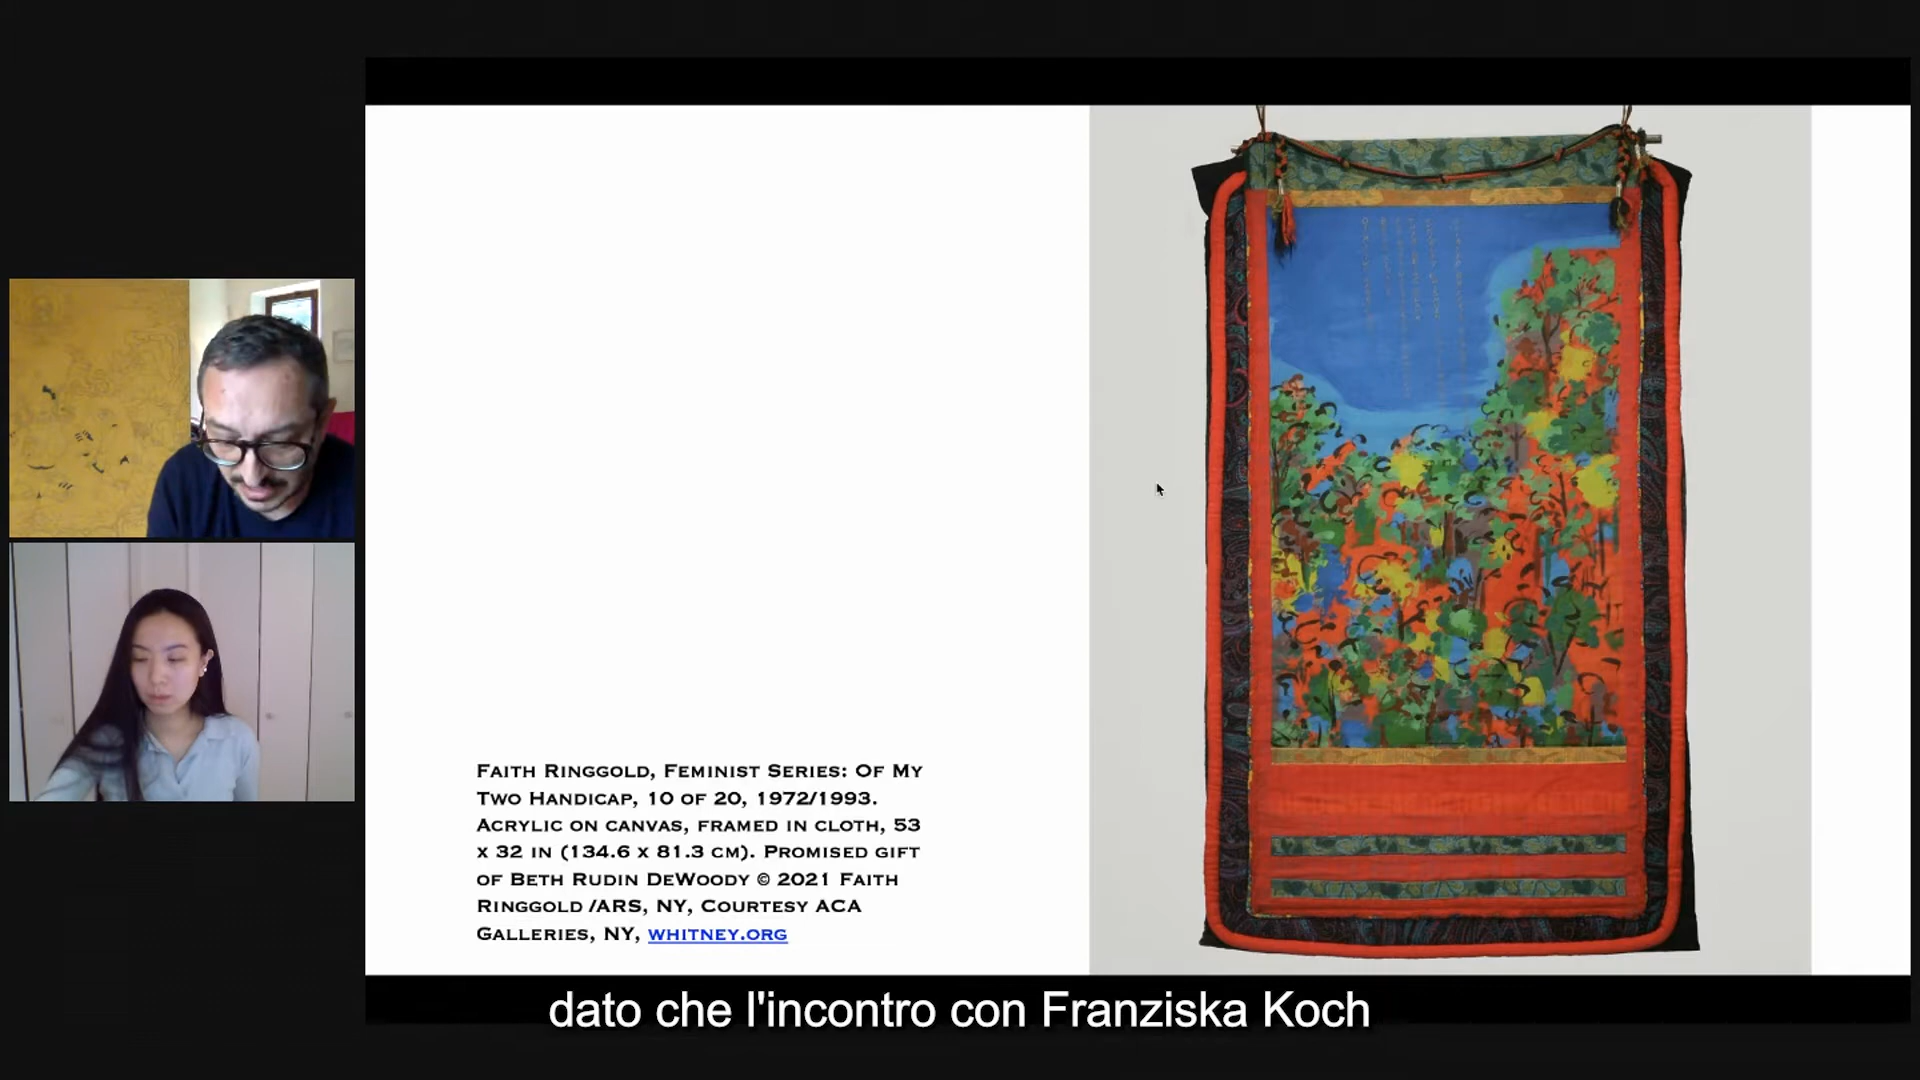 FAITH RINGGOLD, FEMINIST SERIES: OF MY
TWO HANDICAP, 10 OF 20, 1972/1993.
ACRYLIC ON CANVAS, FRAMED IN CLOTH, 53
X 32 IN (134.6 X 81.3 CM). PROMISED GIFT
OF BETH RUDIN DEWOODY © 2021 FAITH
RINGGOLD /ARS, NY, COURTESY ACA
GALLERIES, NY, WHITNEY.ORG
dato che l'incontro con Franziska Koch